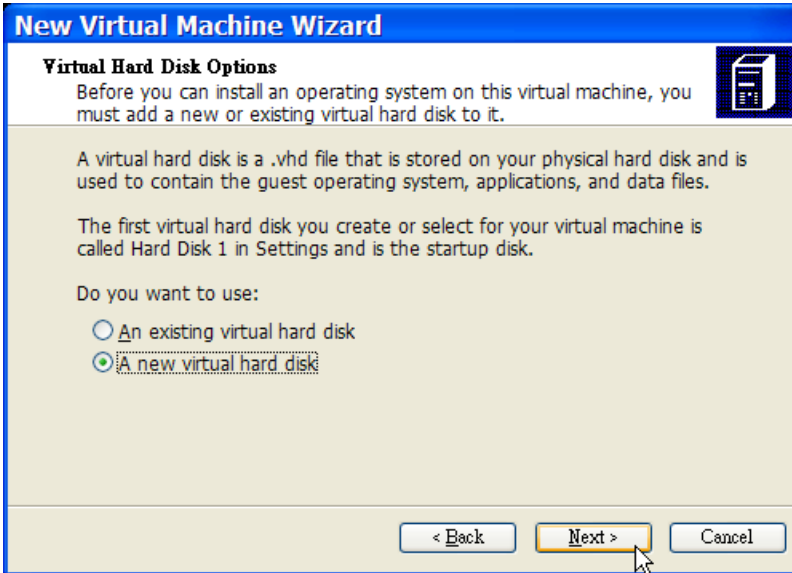 New Virtual Machine Wizard
Virtual Hard Disk Options
Before you can install an operating system on this virtual machine, you
must add a new or existing virtual hard disk to it.
A virtual hard disk is a .vhd file that is stored on your physical hard disk and is
used to contain the guest operating system, applications, and data files.
The first virtual hard disk you create or select for your virtual machine is
called Hard Disk 1 in Settings and is the startup disk.
Do you want to use:
An existing virtual hard disk
A new virtual hard disk
< Back Next > Cancel